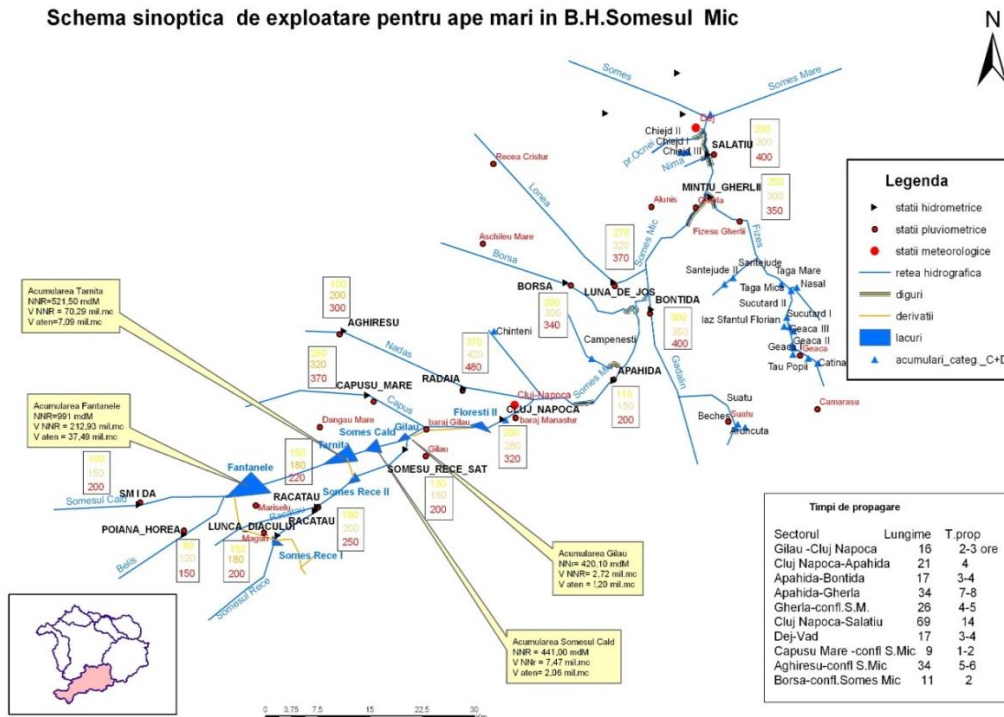 Schema sinoptica de exploatare pentru ape mari in B.H.Somesul Mic
N
Somes
Somes Mare
Dej
Chiejd II
Chiejd I
Chiejd III
pr.Ocnei
Nima
SALATIU
200
300
400
Recea Cristur
Lonea
MINTIU_GHERLII
250
300
350
Alunis
Gherla
Fizesu Gherlii
Fizes
Aschileu Mare
Borsa
Somes Mic
270
320
370
Santejude
Santejude II
Taga Mare
Nasal
Taga Mica
Sucutard II
Sucutard I
Iaz Sfantul Florian
Geaca III
Geaca II
Geaca I
Geaca
Tau Popii
Catina
Camarasa
BORSA
LUNA_DE_JOS
BONTIDA
300
350
400
200
300
340
Chinteni
Campenesti
Gadalin
Suatu
Beches
Suatu
Aruncuta
Acumularea Tarnita
NNR=521,50 mdM
V NNR = 70,29 mil.mc
V aten=7,09 mil.mc
100
200
300
AGHIRESU
Nadas
370
420
480
280
320
370
CAPUSU_MARE
RADAIA
Somes Mic
APAHIDA
110
150
200
Acumularea Fantanele
NNR=991 mdM
V NNR = 212,93 mil.mc
V aten = 37,49 mil.mc
Capus
Cluj-Napoca
CLUJ_NAPOCA
baraj Manastur
Floresti II
200
260
320
Dangau Mare
baraj Gilau
Gilau
Gilau
Somes Cald
Tarnita
150
180
220
SOMESU_RECE_SAT
130
180
200
Somes Rece II
Fantanele
100
150
200
Somesul Cald
SMIDA
Mariselu
RACATAU
Racatau
RACATAU
LUNCA_DIACULUI
Maguri
Somes Rece I
180
200
250
POIANA_HOREA
Belis
80
120
150
150
180
200
Somesul Rece
Acumularea Gilau
NNr= 420,10 mdM
V NNR= 2,72 mil.mc
V aten = 1,20 mil.mc
Acumularea Somesul Cald
NNR = 441,00 mdM
V NNr = 7,47 mil.mc
V aten= 2,06 mil.mc
Legenda
statii hidrometrice
statii pluviometrice
statii meteorologice
retea hidrografica
diguri
derivatii
lacuri
acumulari_categ._C+D
Timpi de propagare
Sectorul Lungime T.prop
Gilau -Cluj Napoca 16 2-3 ore
Cluj Napoca-Apahida 21 4
Apahida-Bontida 17 3-4
Apahida-Gherla 34 7-8
Gherla-confl.S.M. 26 4-5
Cluj Napoca-Salatiu 69 14
Dej-Vad 17 3-4
Capusu Mare -confl S.Mic 9 1-2
Aghiresu-confl S.Mic 34 5-6
Borsa-confl.Somes Mic 11 2
0 3.75 7.5 15 22.5 30